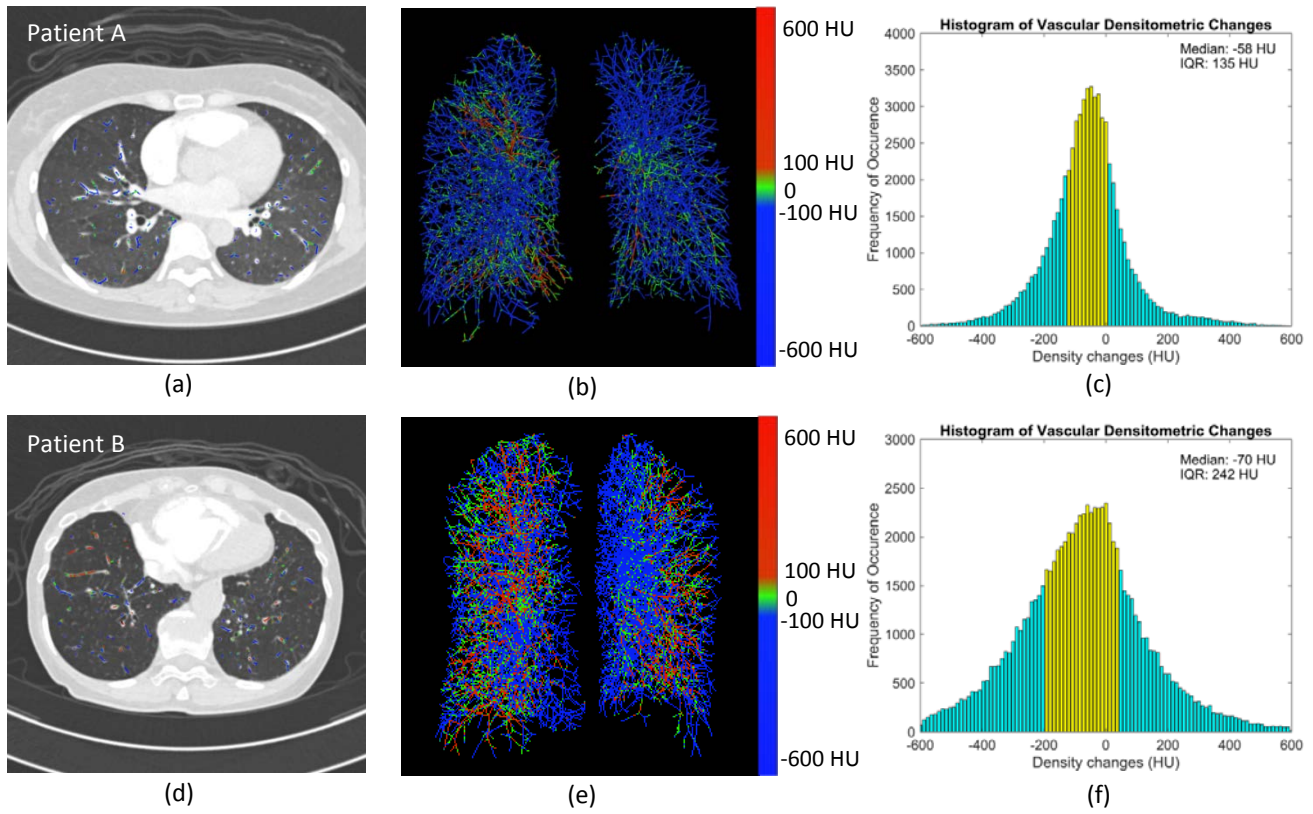 Patient A
600 HU
100 HU
0
-100 HU
-600 HU
Histogram of Vascular Densitometric Changes
Median: -58 HU
IQR: 135 HU
Frequency of Occurence
4000
3500
3000
2500
2000
1500
1000
500
0
-600
-400
-200
0
200
400
600
Density changes (HU)
(a)
(b)
(c)
Patient B
600 HU
100 HU
0
-100 HU
-600 HU
Histogram of Vascular Densitometric Changes
Median: -70 HU
IQR: 242 HU
Frequency of Occurence
3000
2500
2000
1500
1000
500
0
-600
-400
-200
0
200
400
600
Density changes (HU)
(d)
(e)
(f)